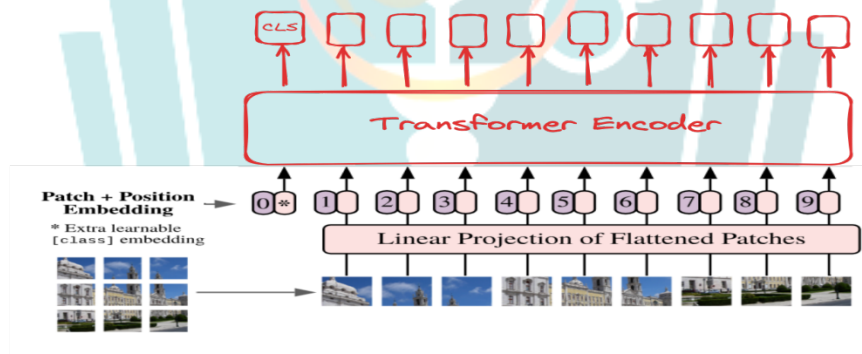 CLS
Transformer Encoder
Patch + Position
Embedding
0 * 1 2 3 4 5 6 7 8 9
* Extra learnable
[class] embedding
Linear Projection of Flattened Patches